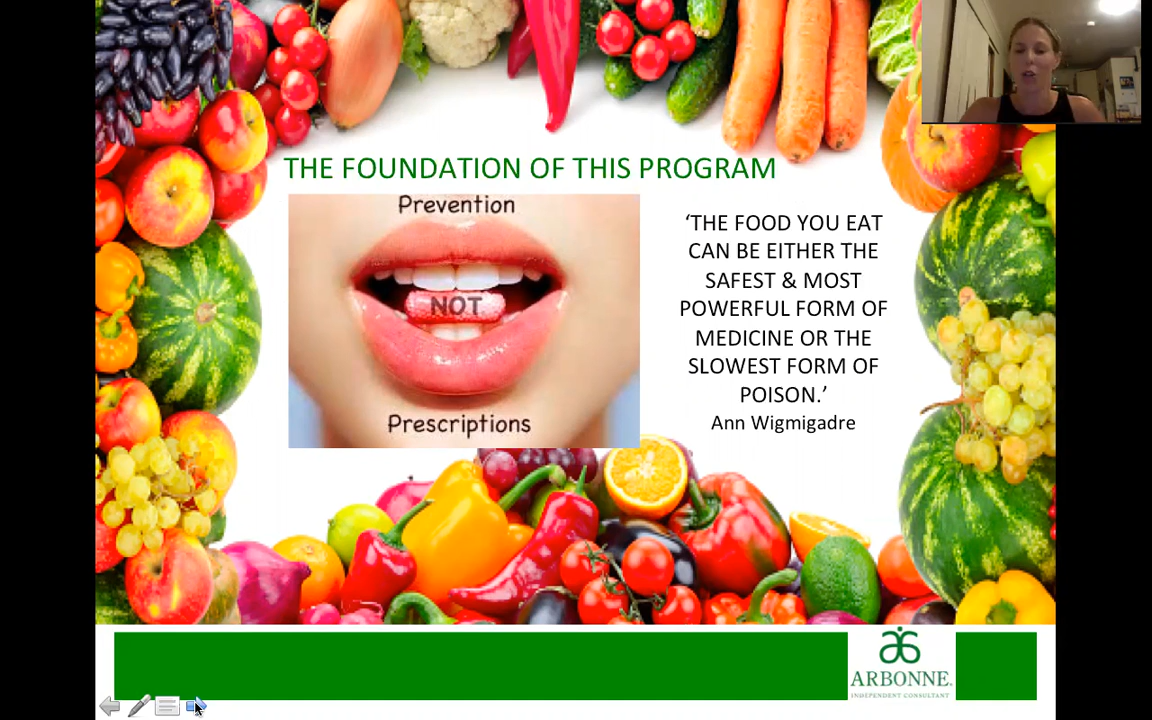 THE FOUNDATION OF THIS PROGRAM
Prevention
NOT
Prescriptions
‘THE FOOD YOU EAT
CAN BE EITHER THE
SAFEST & MOST
POWERFUL FORM OF
MEDICINE OR THE
SLOWEST FORM OF
POISON.’
Ann Wigmigadre
ARBONNE.
INDEPENDENT CONSULTANT